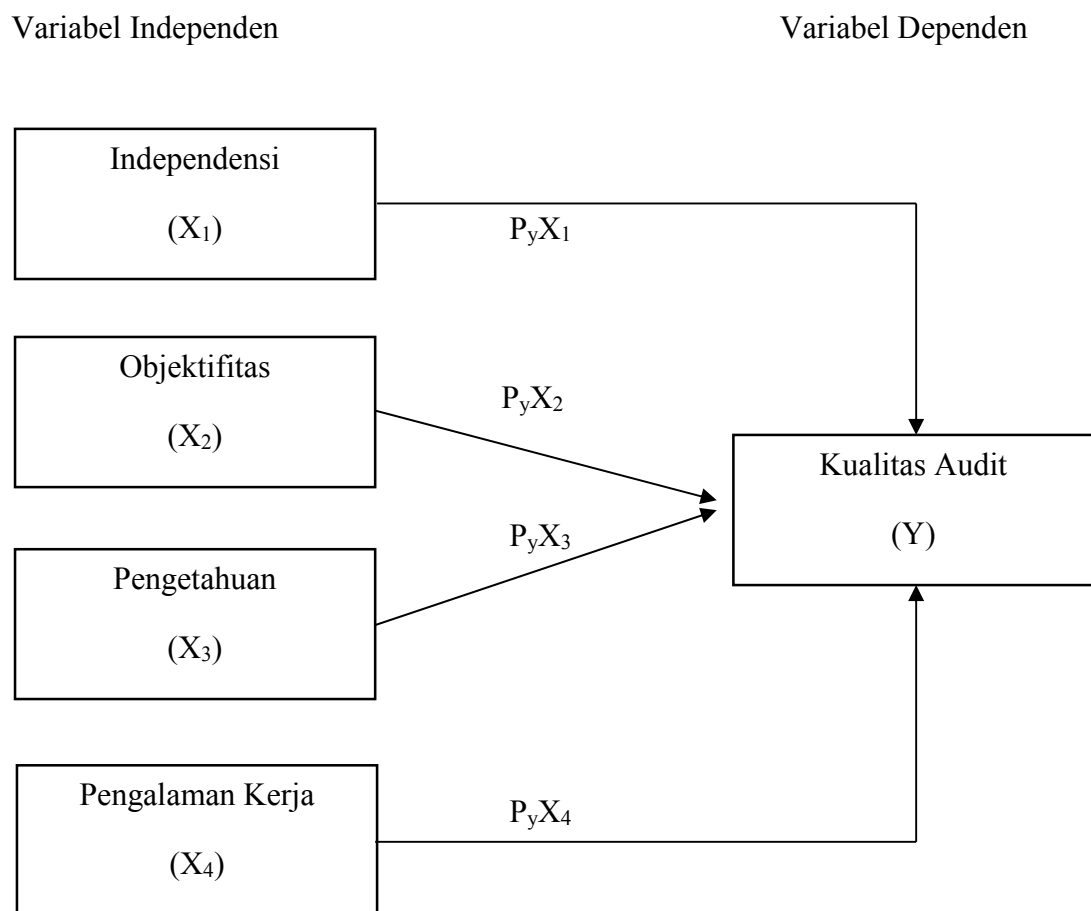 Variabel Independen
Variabel Dependen
Independensi
(X₁)
PᵧX₁
Objektifitas
(X₂)
PᵧX₂
Kualitas Audit
(Y)
Pengetahuan
(X₃)
PᵧX₃
Pengalaman Kerja
(X₄)
PᵧX₄